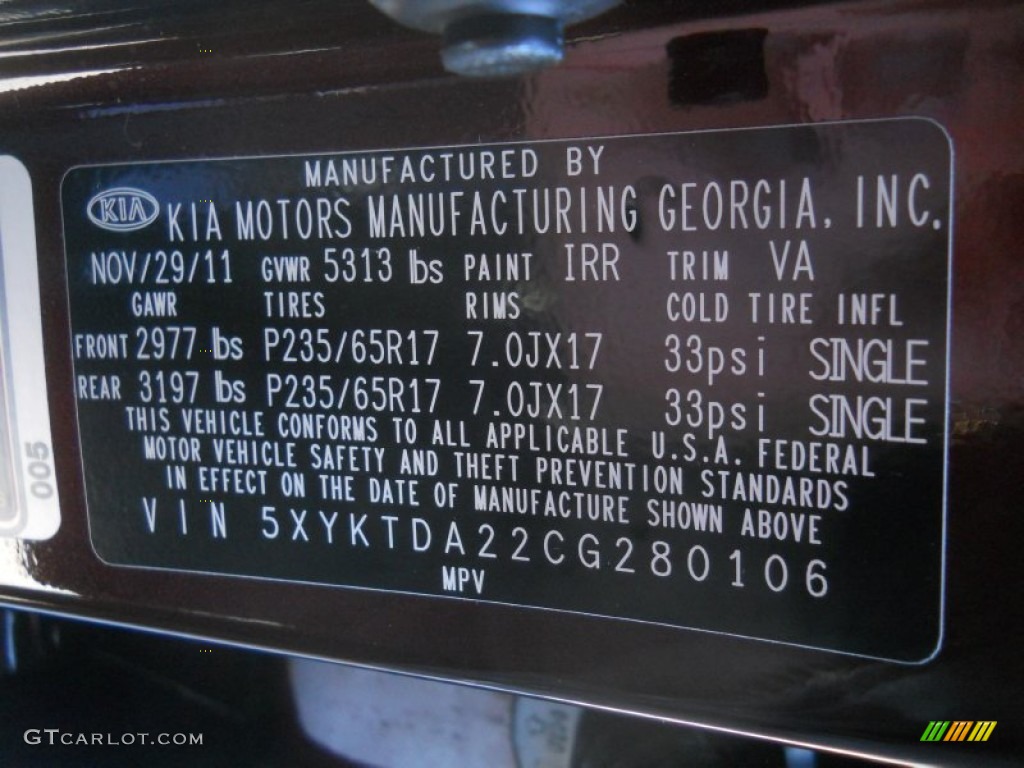 MANUFACTURED BY
KIA KIA MOTORS MANUFACTURING GEORGIA, INC.
NOV/29/11 GVWR 5313 lbs PAINT IRR TRIM VA
GAWR TIRES RIMS COLD TIRE INFL
FRONT 2977 lbs P235/65R17 7.0JX17 33psi SINGLE
REAR 3197 lbs P235/65R17 7.0JX17 33psi SINGLE
THIS VEHICLE CONFORMS TO ALL APPLICABLE U.S.A. FEDERAL
MOTOR VEHICLE SAFETY AND THEFT PREVENTION STANDARDS
IN EFFECT ON THE DATE OF MANUFACTURE SHOWN ABOVE
VIN 5XYKTDA22CG280106
MPV
005
GTCARLOT.COM